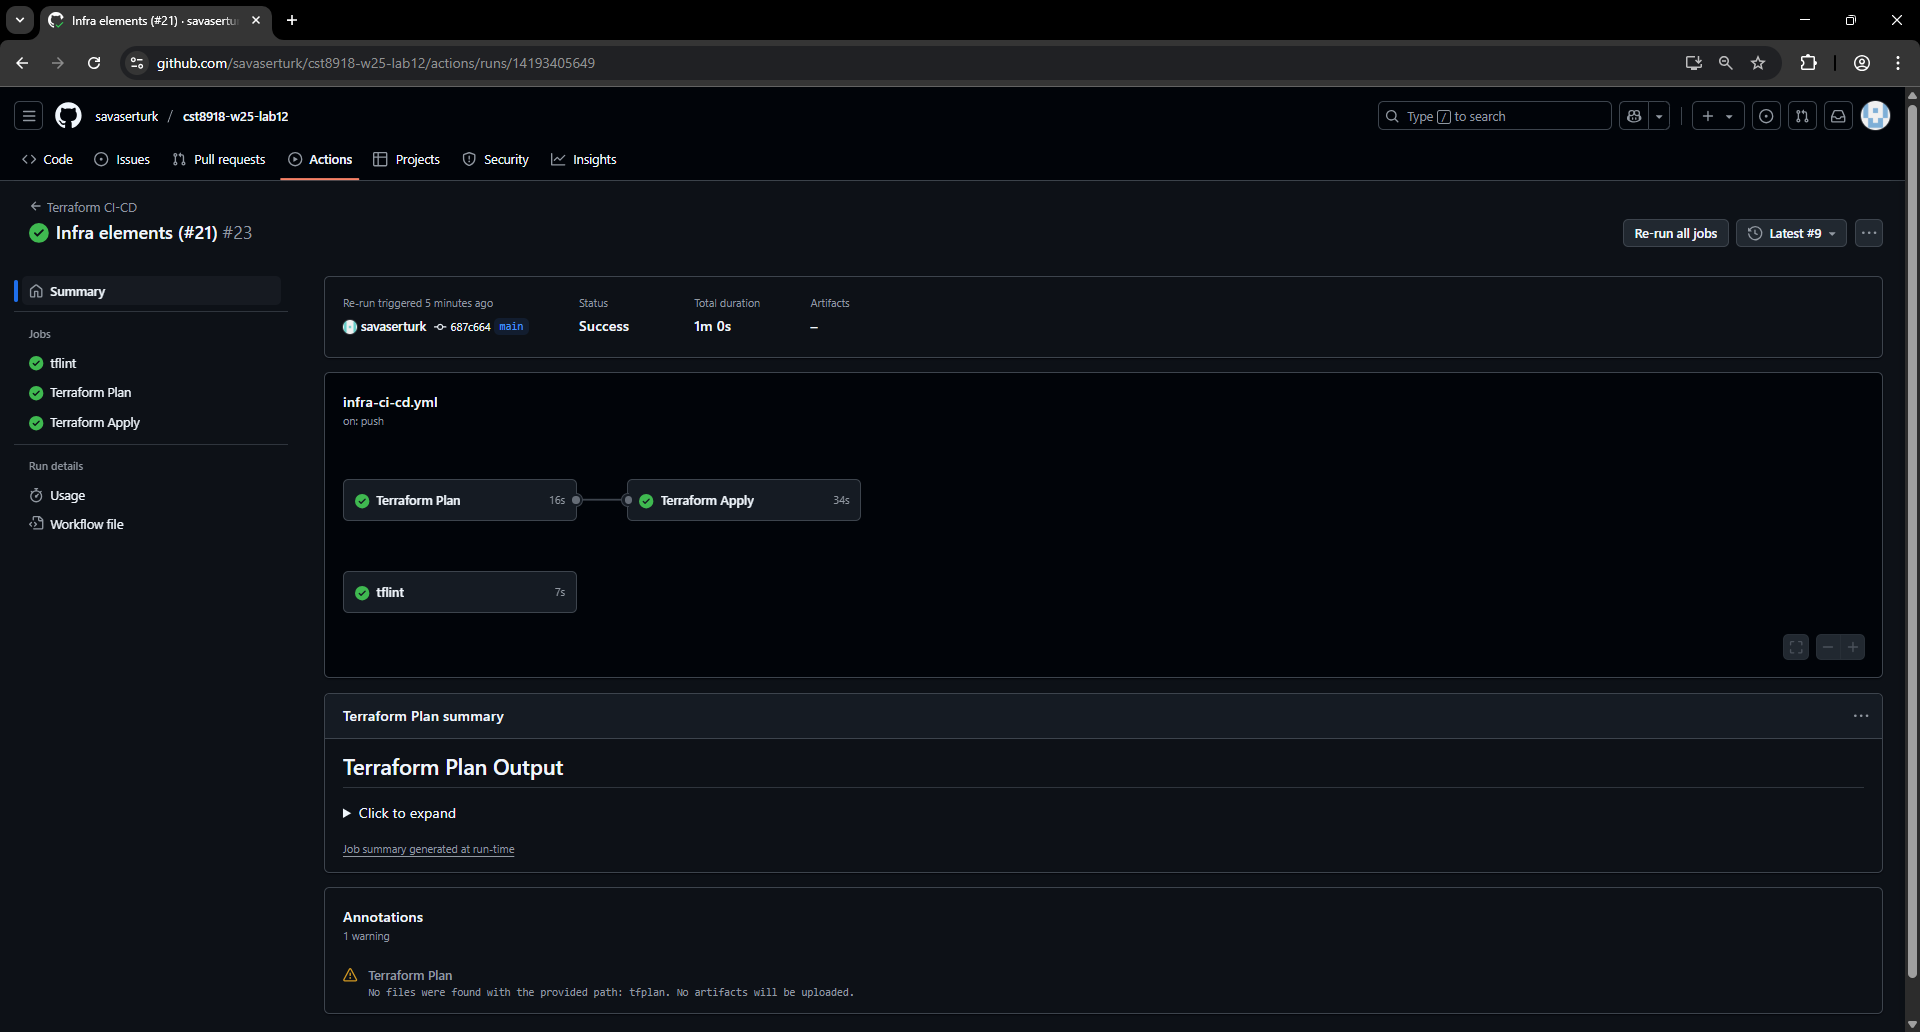 Infra elements (#21) · savasertu
github.com/savaserturk/cst8918-w25-lab12/actions/runs/14193405649
savaserturk / cst8918-w25-lab12
Type / to search
Code
Issues
Pull requests
Actions
Projects
Security
Insights
Terraform CI-CD
Infra elements (#21) #23
Re-run all jobs
Latest #9
Summary
Jobs
tflint
Terraform Plan
Terraform Apply
Run details
Usage
Workflow file
Re-run triggered 5 minutes ago
savaserturk 687c664 main
Status
Success
Total duration
1m 0s
Artifacts
–
infra-ci-cd.yml
on: push
Terraform Plan 16s
Terraform Apply 34s
tflint 7s
Terraform Plan summary
Terraform Plan Output
Click to expand
Job summary generated at run-time
Annotations
1 warning
Terraform Plan
No files were found with the provided path: tfplan. No artifacts will be uploaded.